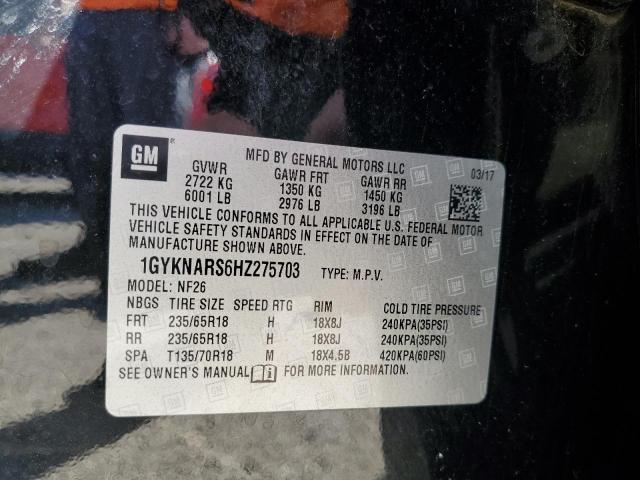 GM
MFD BY GENERAL MOTORS LLC
03/17
GVWR GAWR FRT GAWR RR
2722 KG 1350 KG 1450 KG
6001 LB 2976 LB 3196 LB
THIS VEHICLE CONFORMS TO ALL APPLICABLE U.S. FEDERAL MOTOR
VEHICLE SAFETY STANDARDS IN EFFECT ON THE DATE OF
MANUFACTURE SHOWN ABOVE.
1GYKNARS6HZ275703 TYPE: M.P.V.
MODEL: NF26
NBGS TIRE SIZE SPEED RTG RIM COLD TIRE PRESSURE
FRT 235/65R18 H 18X8J 240KPA(35PSI)
RR 235/65R18 H 18X8J 240KPA(35PSI)
SPA T135/70R18 M 18X4.5B 420KPA(60PSI)
SEE OWNER'S MANUAL FOR MORE INFORMATION.